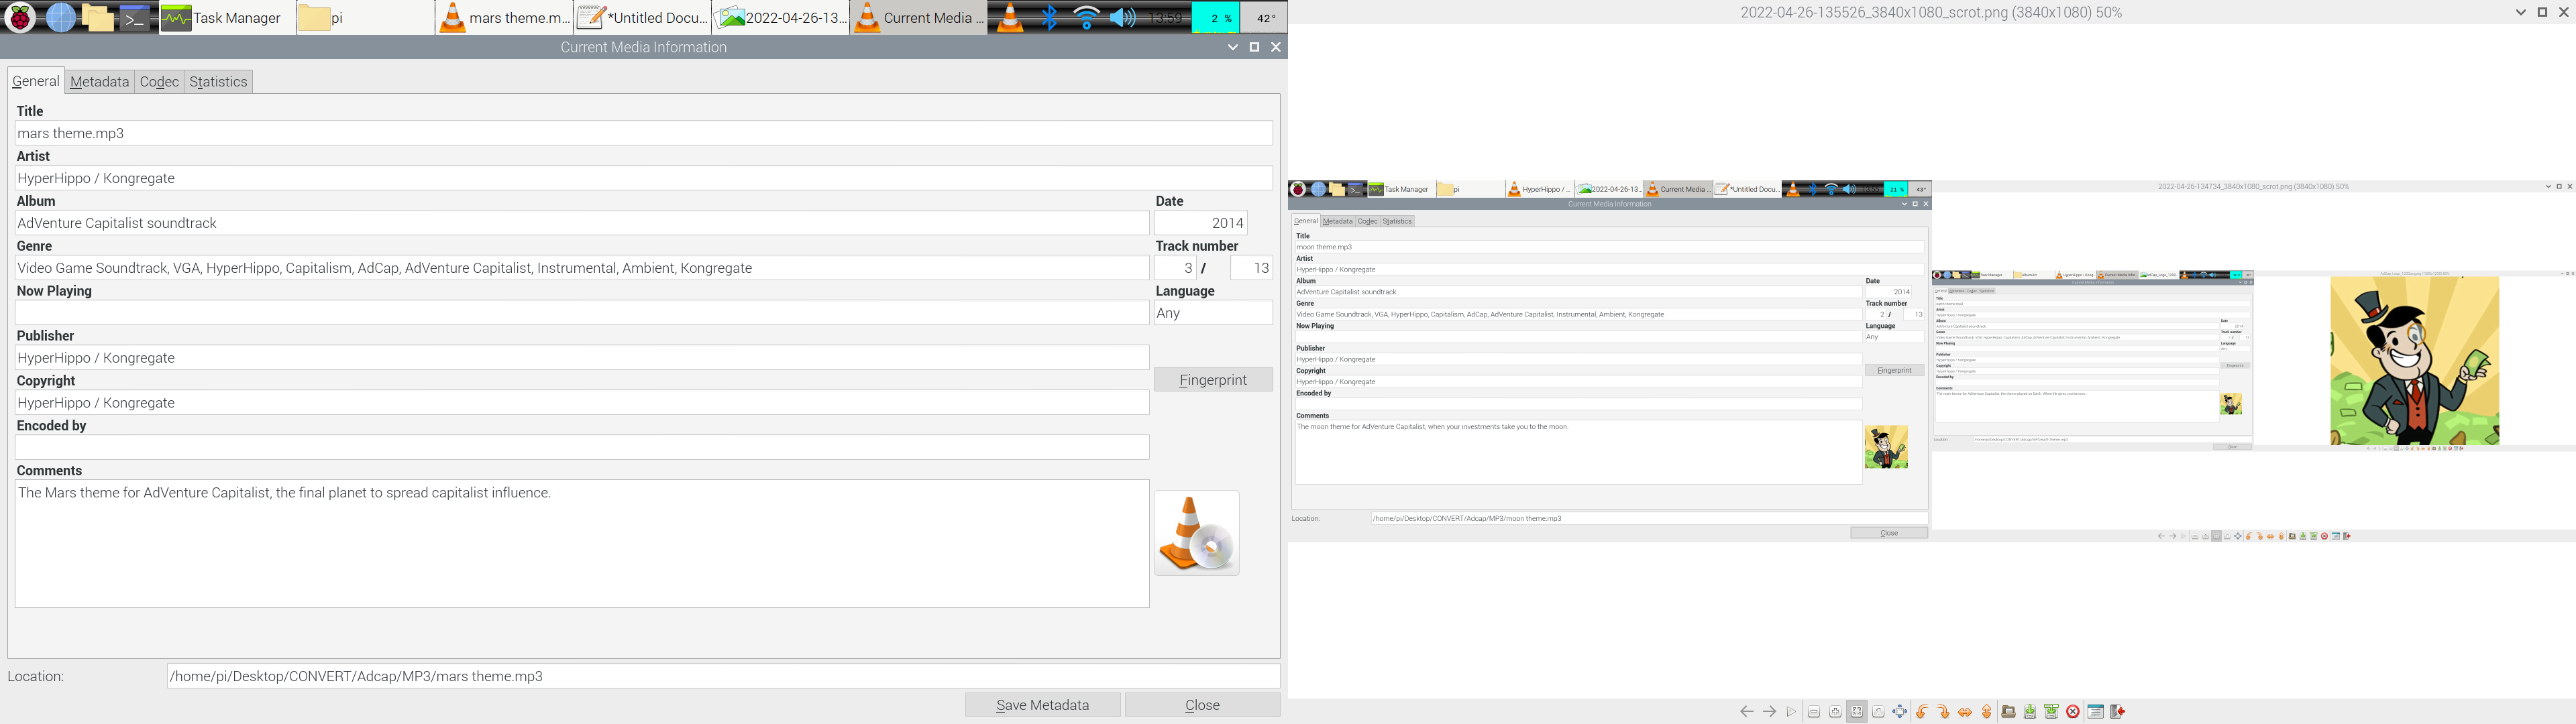 Task Manager
pi
mars theme.m...
*Untitled Docu...
2022-04-26-13...
Current Media ...
13:59
2 %
42°
Current Media Information
General
Metadata
Codec
Statistics
Title
mars theme.mp3
Artist
HyperHippo / Kongregate
Album
Date
AdVenture Capitalist soundtrack
2014
Genre
Track number
Video Game Soundtrack, VGA, HyperHippo, Capitalism, AdCap, AdVenture Capitalist, Instrumental, Ambient, Kongregate
3 / 13
Now Playing
Language
Any
Publisher
HyperHippo / Kongregate
Fingerprint
Copyright
HyperHippo / Kongregate
Encoded by
Comments
The Mars theme for AdVenture Capitalist, the final planet to spread capitalist influence.
Location:
/home/pi/Desktop/CONVERT/Adcap/MP3/mars theme.mp3
Save Metadata
Close
2022-04-26-135526_3840x1080_scrot.png (3840x1080) 50%
Task Manager
pi
HyperHippo / ...
2022-04-26-13...
Current Media ...
*Untitled Docu...
21 %
43°
Current Media Information
General
Metadata
Codec
Statistics
Title
moon theme.mp3
Artist
HyperHippo / Kongregate
Album
Date
AdVenture Capitalist soundtrack
2014
Genre
Track number
Video Game Soundtrack, VGA, HyperHippo, Capitalism, AdCap, AdVenture Capitalist, Instrumental, Ambient, Kongregate
2 / 13
Now Playing
Language
Any
Publisher
HyperHippo / Kongregate
Fingerprint
Copyright
HyperHippo / Kongregate
Encoded by
Comments
The moon theme for AdVenture Capitalist, when your investments take you to the moon.
Location:
/home/pi/Desktop/CONVERT/Adcap/MP3/moon theme.mp3
Close
2022-04-26-134734_3840x1080_scrot.png (3840x1080) 50%